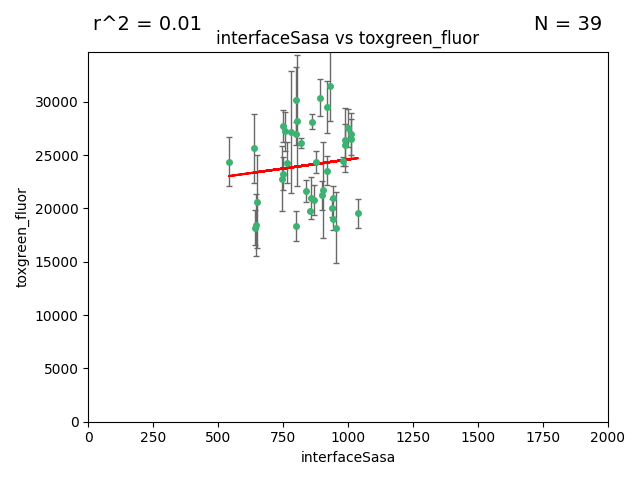 r^2 = 0.01
N = 39
interfaceSasa vs toxgreen_fluor
30000
25000
20000
15000
10000
5000
0
toxgreen_fluor
0 250 500 750 1000 1250 1500 1750 2000
interfaceSasa